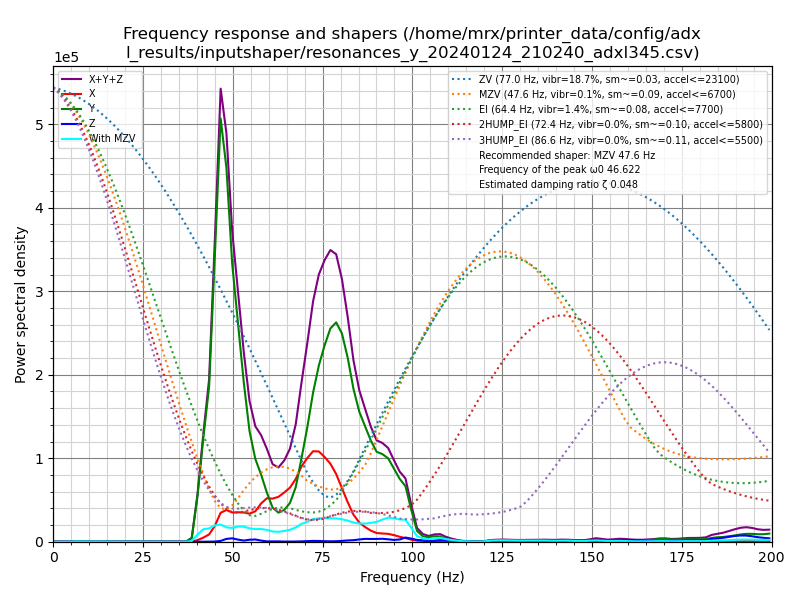 Frequency response and shapers (/home/mrx/printer_data/config/adx
l_results/inputshaper/resonances_y_20240124_210240_adxl345.csv)
1e5
X+Y+Z
X
Y
Z
With MZV
ZV (77.0 Hz, vibr=18.7%, sm~=0.03, accel<=23100)
MZV (47.6 Hz, vibr=0.1%, sm~=0.09, accel<=6700)
EI (64.4 Hz, vibr=1.4%, sm~=0.08, accel<=7700)
2HUMP_EI (72.4 Hz, vibr=0.0%, sm~=0.10, accel<=5800)
3HUMP_EI (86.6 Hz, vibr=0.0%, sm~=0.11, accel<=5500)
Recommended shaper: MZV 47.6 Hz
Frequency of the peak ω0 46.622
Estimated damping ratio ζ 0.048
Power spectral density
5
4
3
2
1
0
0 25 50 75 100 125 150 175 200
Frequency (Hz)